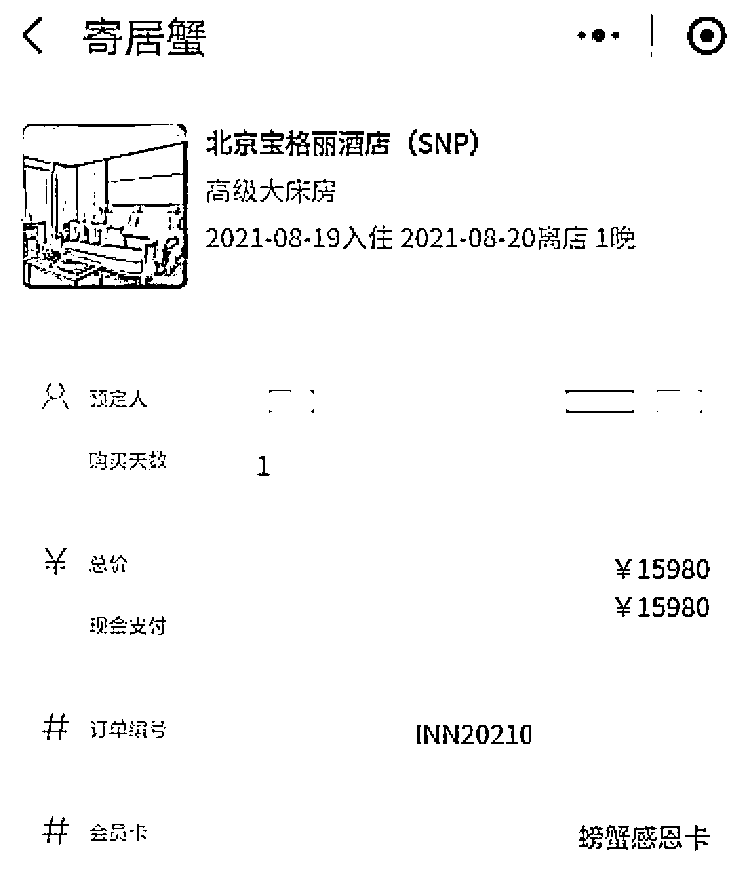 寄居蟹
北京宝格丽酒店（SNP）
高级大床房
2021-08-19入住 2021-08-20离店 1晚
预定人
购买天数 1
总价 ￥15980
￥15980
现会支付
订单编号 INN20210
会员卡 螃蟹感恩卡